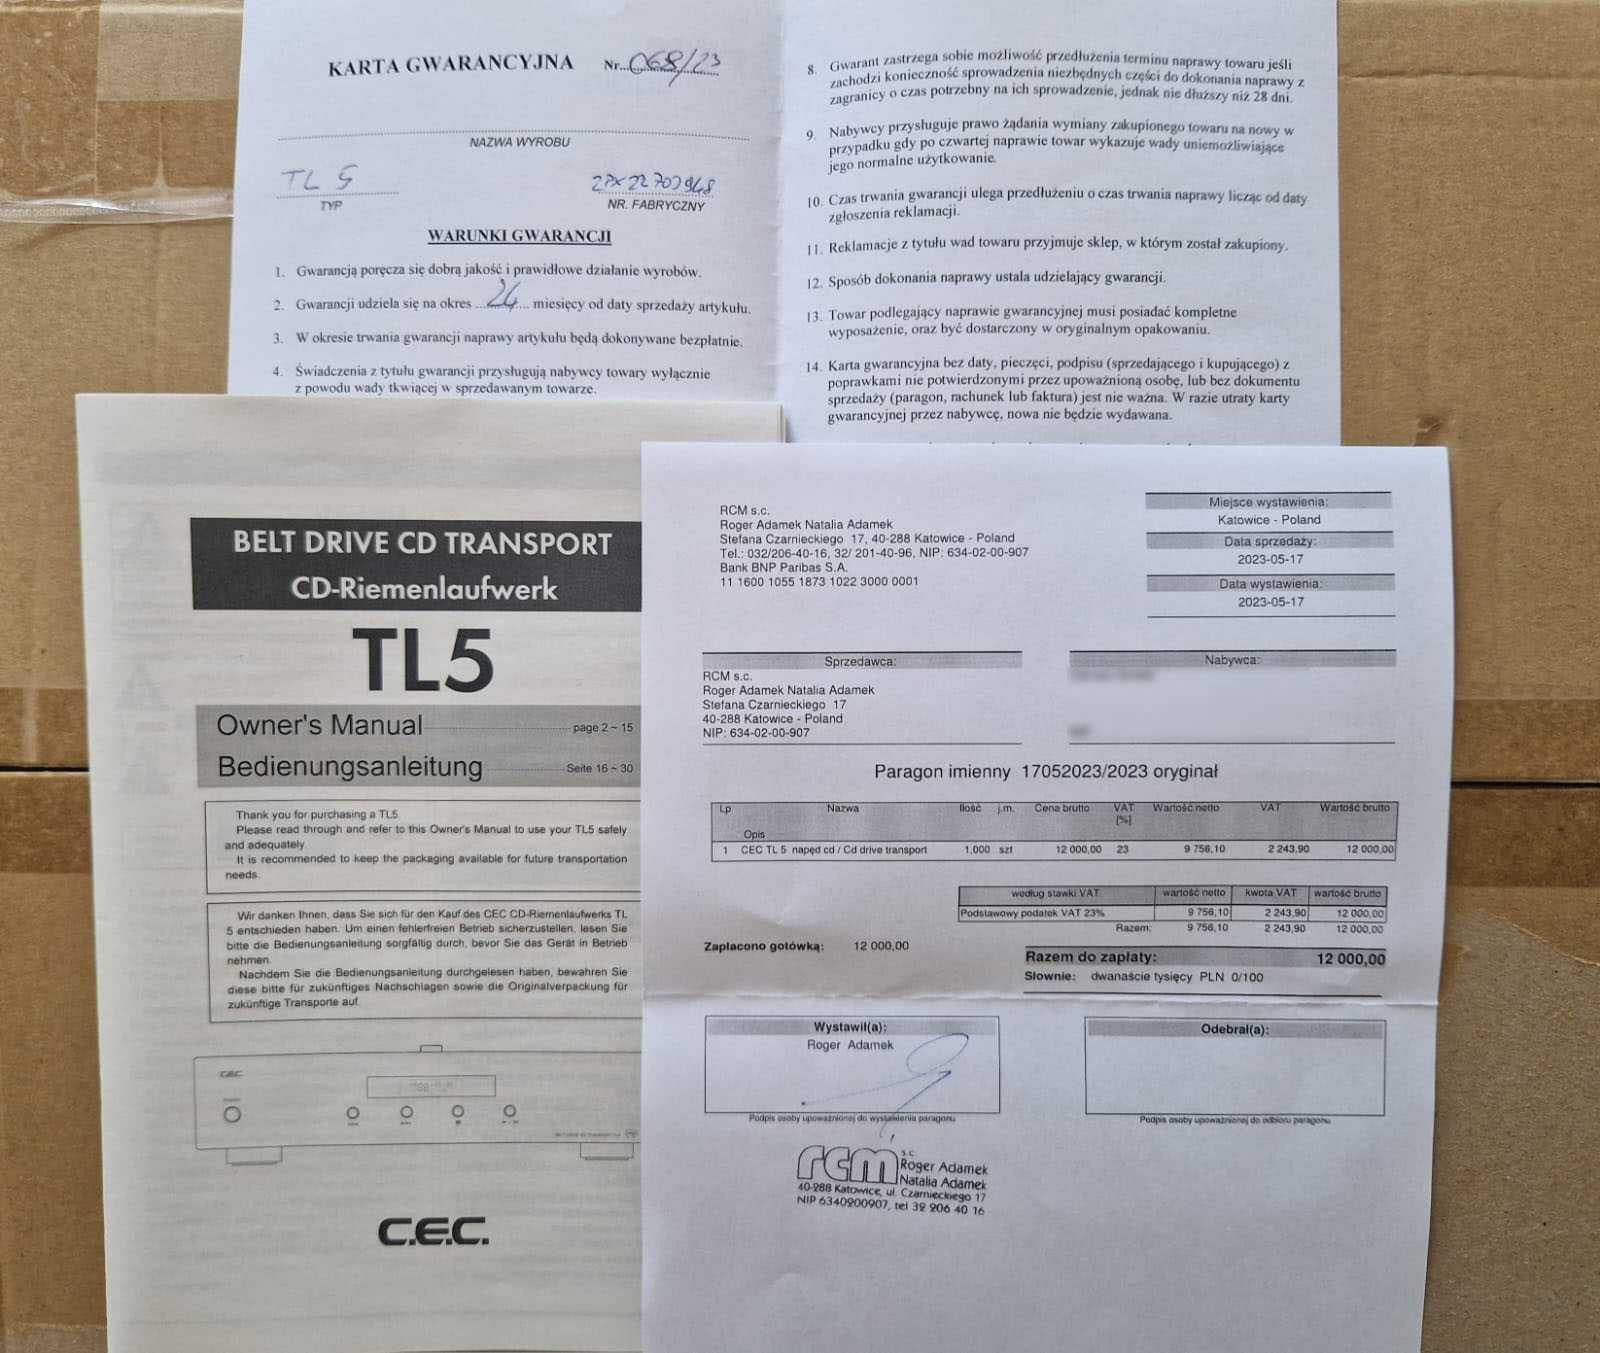 KARTA GWARANCYJNA Nr. 068/23
NAZWA WYROBU
TL 5
TYP
NR. FABRYCZNY
WARUNKI GWARANCJI
1. Gwarancją poręcza się dobrą jakość i prawidłowe działanie wyrobów.
2. Gwarancji udziela się na okres ...24... miesięcy od daty sprzedaży artykułu.
3. W okresie trwania gwarancji naprawy artykułu będą dokonywane bezpłatnie.
4. Świadczenia z tytułu gwarancji przysługują nabywcy towary wyłącznie
z powodu wady tkwiącej w sprzedawanym towarze.
8. Gwarant zastrzega sobie możliwość przedłużenia terminu naprawy towaru jeśli
zachodzi konieczność sprowadzenia niezbędnych części do dokonania naprawy z
zagranicy o czas potrzebny na ich sprowadzenie, jednak nie dłuższy niż 28 dni.
9. Nabywcy przysługuje prawo żądania wymiany zakupionego towaru na nowy w
przypadku gdy po czwartej naprawie towar wykazuje wady uniemożliwiające
jego normalne użytkowanie.
10. Czas trwania gwarancji ulega przedłużeniu o czas trwania naprawy licząc od daty
zgłoszenia reklamacji.
11. Reklamacje z tytułu wad towaru przyjmuje sklep, w którym został zakupiony.
12. Sposób dokonania naprawy ustala udzielający gwarancji.
13. Towar podlegający naprawie gwarancyjnej musi posiadać kompletne
wyposażenie, oraz być dostarczony w oryginalnym opakowaniu.
14. Karta gwarancyjna bez daty, pieczęci, podpisu (sprzedającego i kupującego) z
poprawkami nie potwierdzonymi przez upoważnioną osobę, lub bez dokumentu
sprzedaży (paragon, rachunek lub faktura) jest nie ważna. W razie utraty karty
gwarancyjnej przez nabywcę, nowa nie będzie wydawana.
BELT DRIVE CD TRANSPORT
CD-Riemenlaufwerk
TL5
Owner's Manual page 2 ~ 15
Bedienungsanleitung Seite 16 ~ 30
Thank you for purchasing a TL5.
Please read through and refer to this Owner's Manual to use your TL5 safely
and adequately.
It is recommended to keep the packaging available for future transportation
needs.
Wir danken Ihnen, dass Sie sich für den Kauf des CEC CD-Riemenlaufwerks TL
5 entschieden haben. Um einen fehlerfreien Betrieb sicherzustellen, lesen Sie
bitte die Bedienungsanleitung sorgfältig durch, bevor Sie das Gerät in Betrieb
nehmen.
Nachdem Sie die Bedienungsanleitung durchgelesen haben, bewahren Sie
diese bitte für zukünftiges Nachschlagen sowie die Originalverpackung für
zukünftige Transporte auf.
C.E.C.
C.E.C.
RCM s.c.
Roger Adamek Natalia Adamek
Stefana Czarnieckiego 17, 40-288 Katowice - Poland
Tel.: 032/206-40-16, 32/ 201-40-96, NIP: 634-02-00-907
Bank BNP Paribas S.A.
11 1600 1055 1873 1022 3000 0001
Miejsce wystawienia:
Katowice - Poland
Data sprzedaży:
2023-05-17
Data wystawienia:
2023-05-17
Sprzedawca:
RCM s.c.
Roger Adamek Natalia Adamek
Stefana Czarnieckiego 17
40-288 Katowice - Poland
NIP: 634-02-00-907
Nabywca:
Paragon imienny 17052023/2023 oryginał
Lp Nazwa Ilość j.m. Cena brutto VAT [%] Wartość netto VAT Wartość brutto
Opis
1 CEC TL 5 napęd cd / Cd drive transport 1,000 szt 12 000,00 23 9 756,10 2 243,90 12 000,00
według stawki VAT wartość netto kwota VAT wartość brutto
Podstawowy podatek VAT 23% 9 756,10 2 243,90 12 000,00
Razem: 9 756,10 2 243,90 12 000,00
Zapłacono gotówką: 12 000,00
Razem do zapłaty: 12 000,00
Słownie: dwanaście tysięcy PLN 0/100
Wystawił(a):
Roger Adamek
Podpis osoby upoważnionej do wystawienia paragonu
Odebrał(a):
Podpis osoby upoważnionej do odbioru paragonu
rcm s.c.
Roger Adamek
Natalia Adamek
40-288 Katowice, ul. Czarnieckiego 17
NIP 6340200907, tel 32 206 40 16